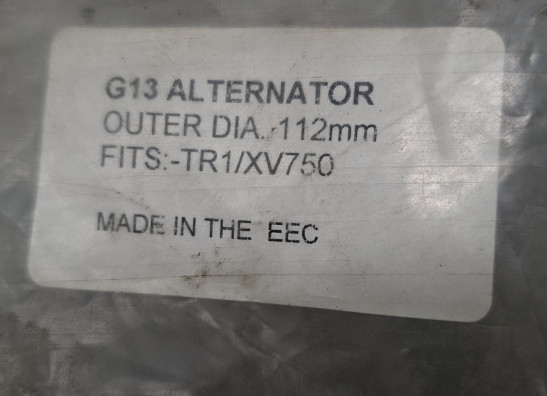 G13 ALTERNATOR
OUTER DIA.-112mm
FITS:-TR1/XV750
MADE IN THE EEC